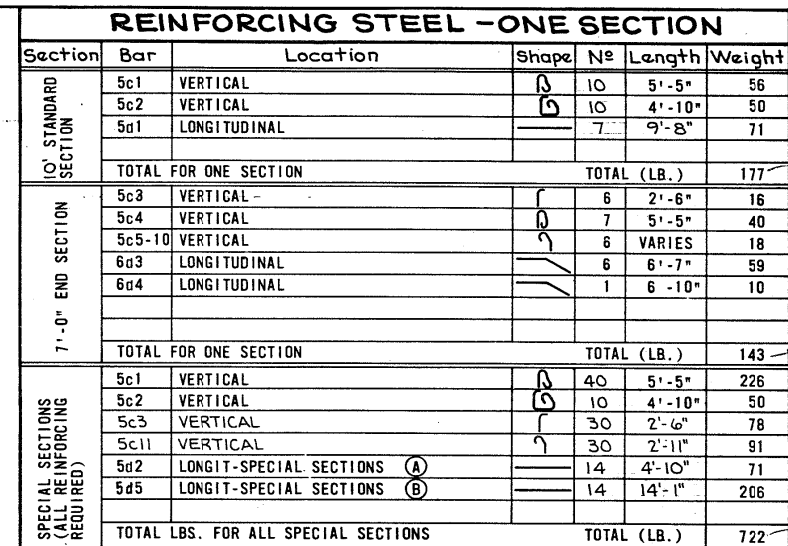 REINFORCING STEEL - ONE SECTION
Section Bar Location Shape Nº Length Weight
10' STANDARD SECTION
5c1 VERTICAL 10 5'-5" 56
5c2 VERTICAL 10 4'-10" 50
5d1 LONGITUDINAL 7 9'-8" 71
TOTAL FOR ONE SECTION TOTAL (LB.) 177
7'-0" END SECTION
5c3 VERTICAL 6 2'-6" 16
5c4 VERTICAL 7 5'-5" 40
5c5-10 VERTICAL 6 VARIES 18
6d3 LONGITUDINAL 6 6'-7" 59
6d4 LONGITUDINAL 1 6 -10" 10
TOTAL FOR ONE SECTION TOTAL (LB.) 143
SPECIAL SECTIONS (ALL REINFORCING REQUIRED)
5c1 VERTICAL 40 5'-5" 226
5c2 VERTICAL 10 4'-10" 50
5c3 VERTICAL 30 2'-6" 78
5c11 VERTICAL 30 2'-11" 91
5d2 LONGIT-SPECIAL SECTIONS A 14 4'-10" 71
5d5 LONGIT-SPECIAL SECTIONS B 14 14'-1" 206
TOTAL LBS. FOR ALL SPECIAL SECTIONS TOTAL (LB.) 722